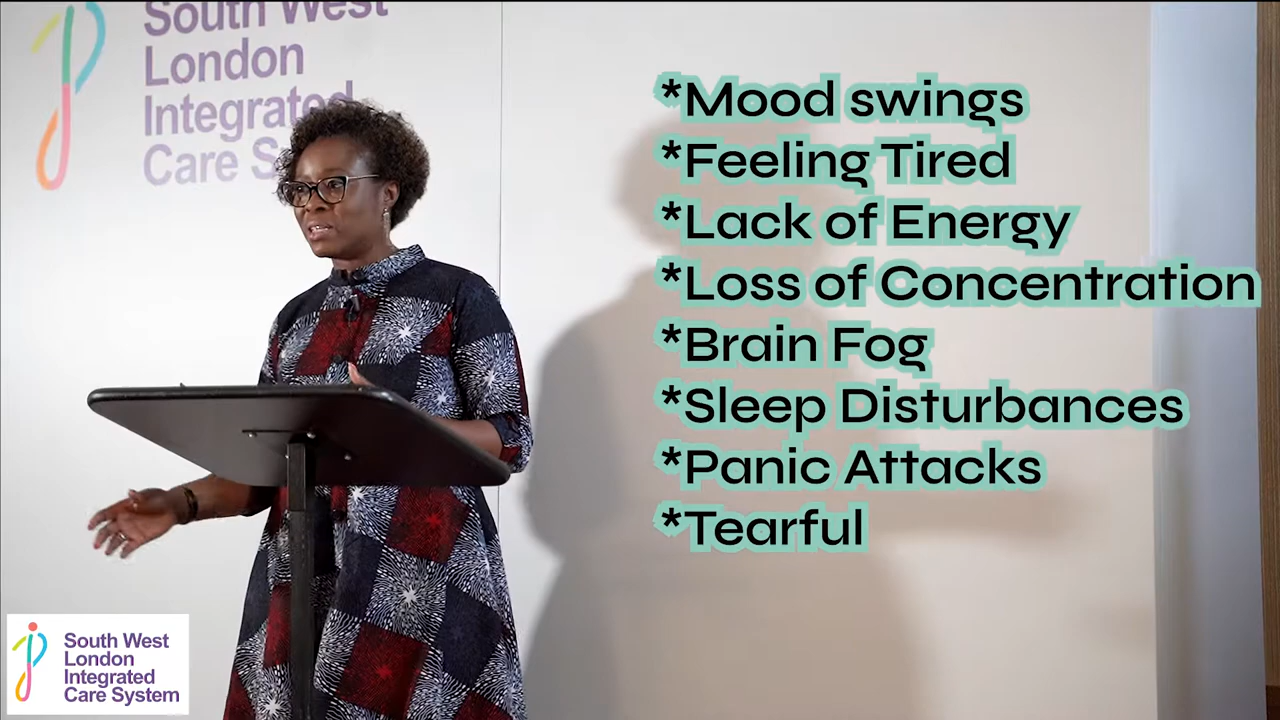 South West
London
Integrated
Care S
*Mood swings
*Feeling Tired
*Lack of Energy
*Loss of Concentration
*Brain Fog
*Sleep Disturbances
*Panic Attacks
*Tearful
South West
London
Integrated
Care System